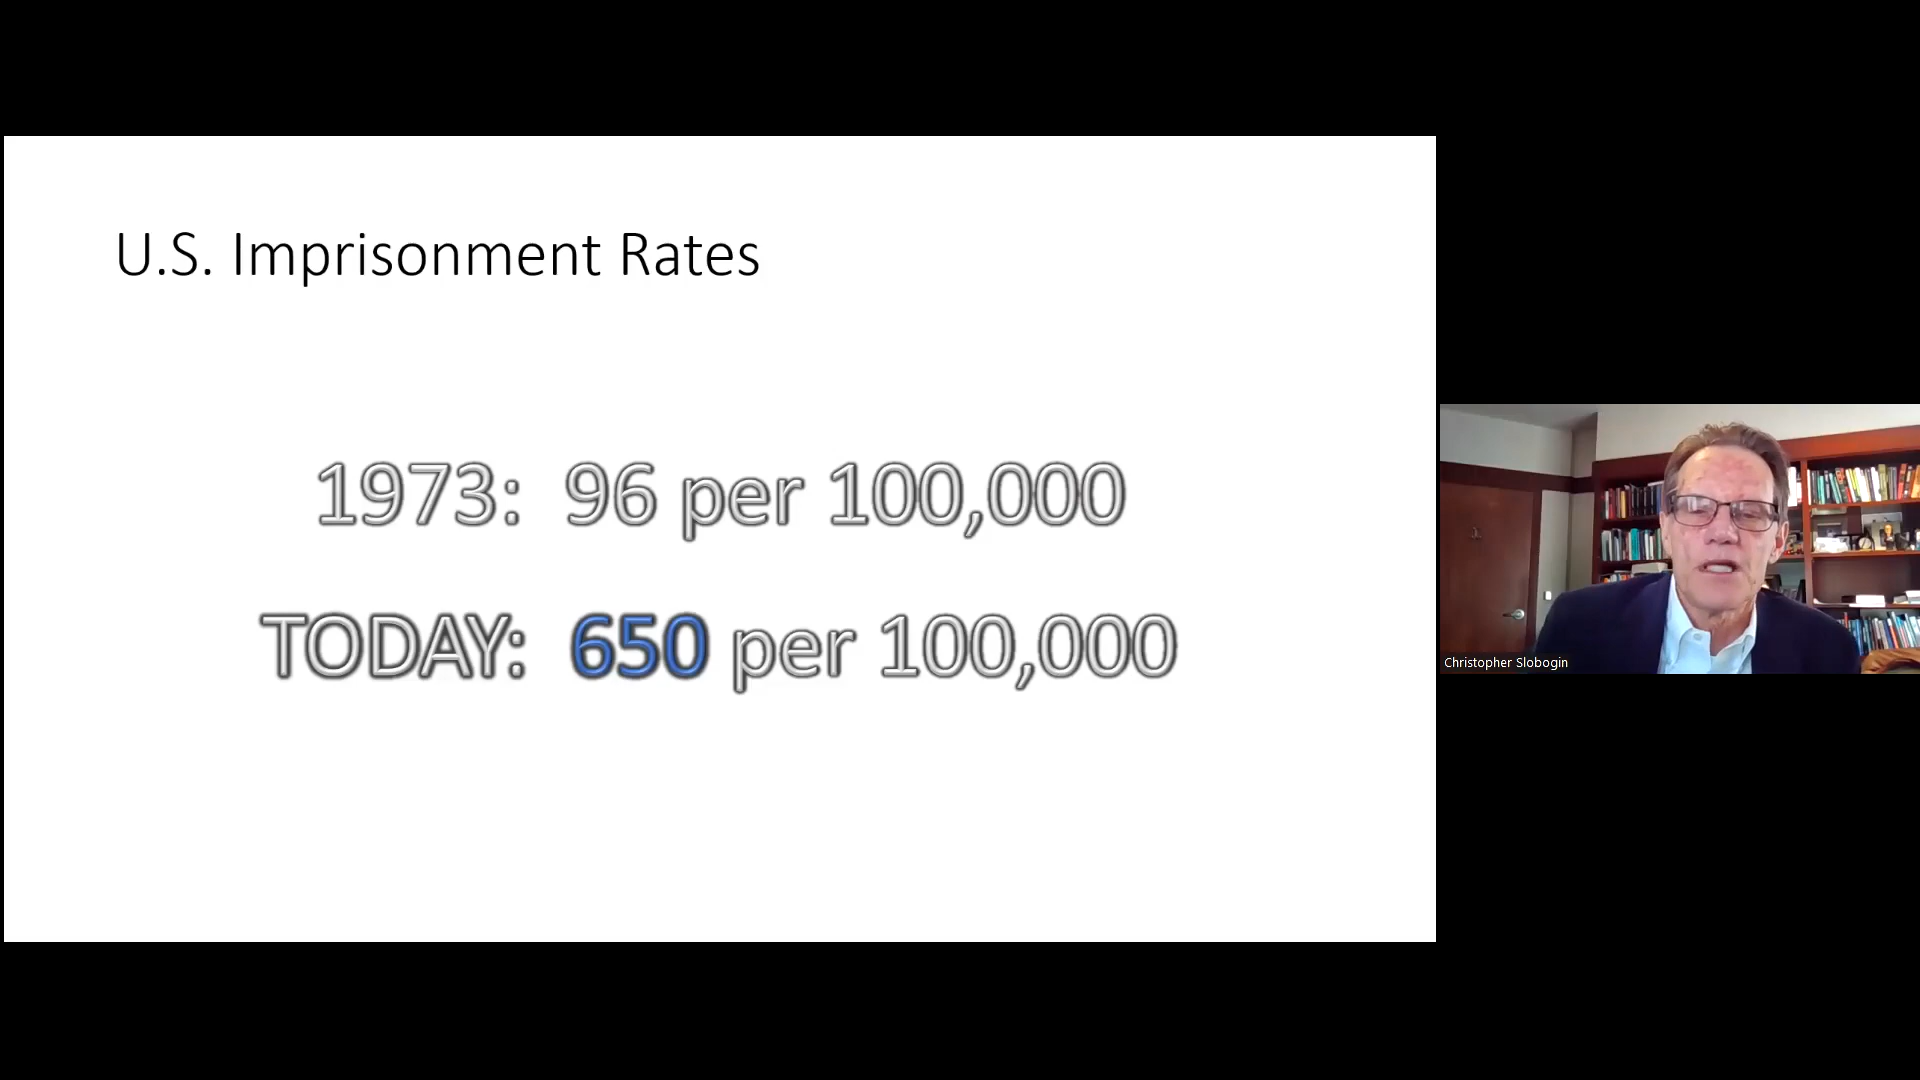 U.S. Imprisonment Rates
1973: 96 per 100,000
TODAY: 650 per 100,000
Christopher Slobogin